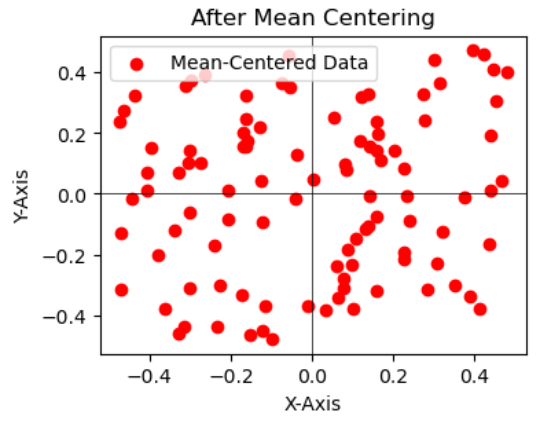 After Mean Centering
Mean-Centered Data
0.4
0.2
0.0
−0.2
−0.4
Y-Axis
−0.4 −0.2 0.0 0.2 0.4
X-Axis